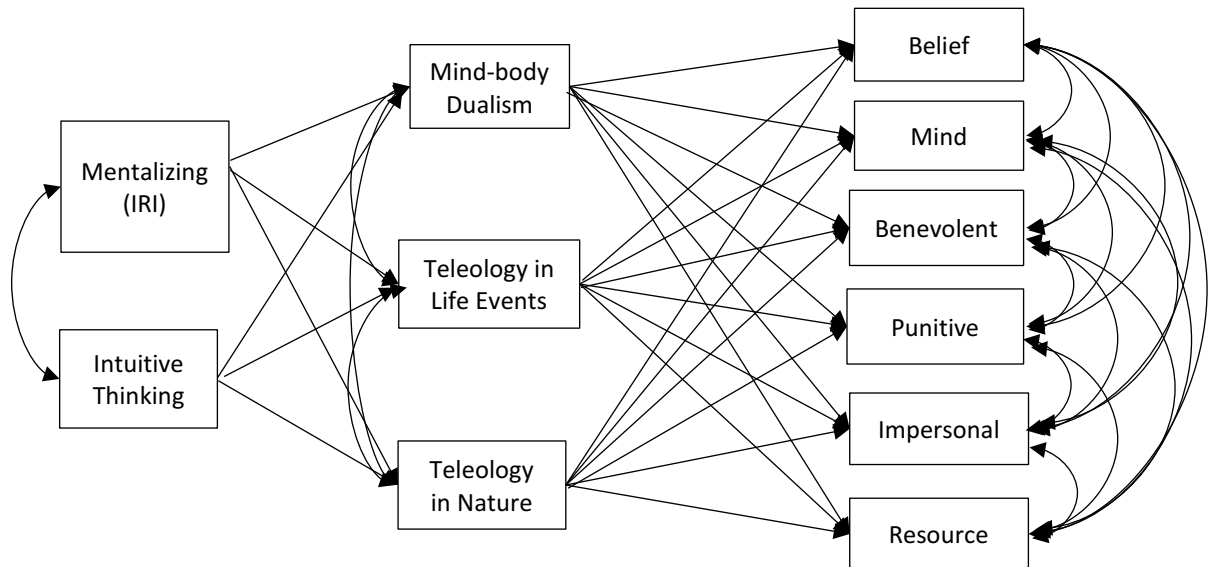 Mentalizing
(IRI)
Intuitive
Thinking
Mind-body
Dualism
Teleology in
Life Events
Teleology
in Nature
Belief
Mind
Benevolent
Punitive
Impersonal
Resource